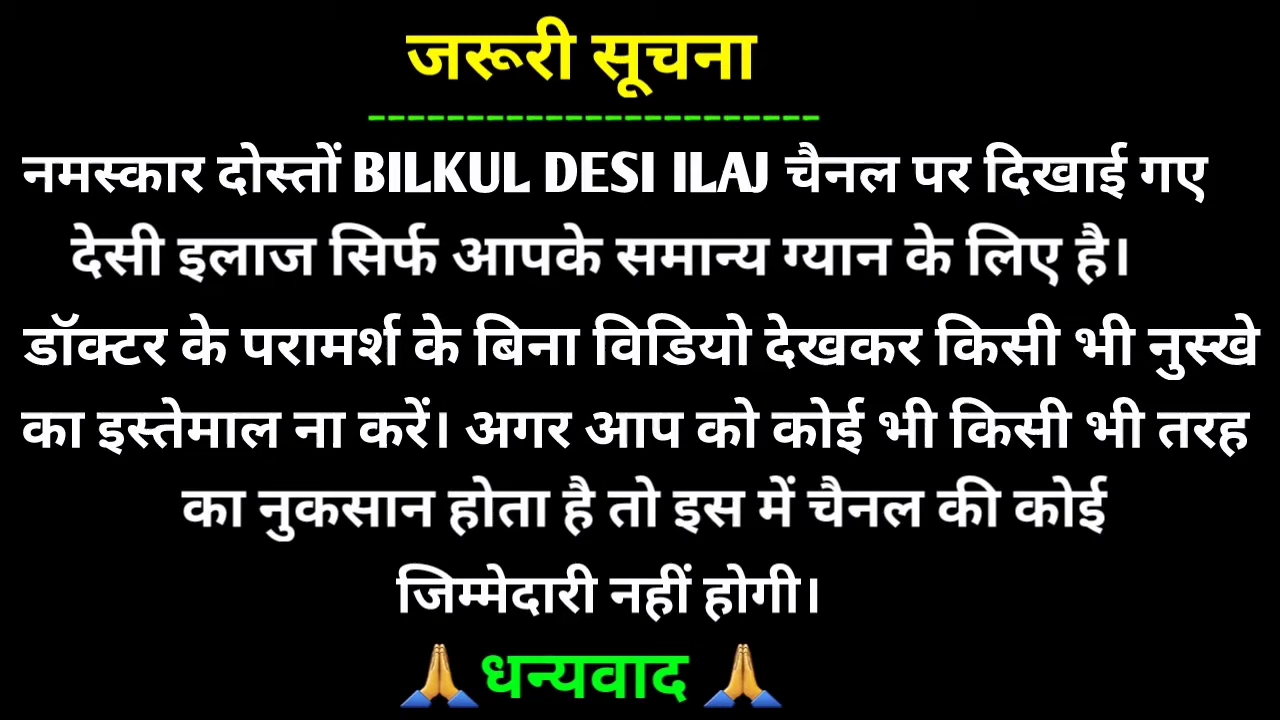 जरूरी सूचना
-----------------------
नमस्कार दोस्तों BILKUL DESI ILAJ चैनल पर दिखाई गए
देसी इलाज सिर्फ आपके समान्य ग्यान के लिए है।
डॉक्टर के परामर्श के बिना विडियो देखकर किसी भी नुस्खे
का इस्तेमाल ना करें। अगर आप को कोई भी किसी भी तरह
का नुकसान होता है तो इस में चैनल की कोई
जिम्मेदारी नहीं होगी।
🙏धन्यवाद 🙏